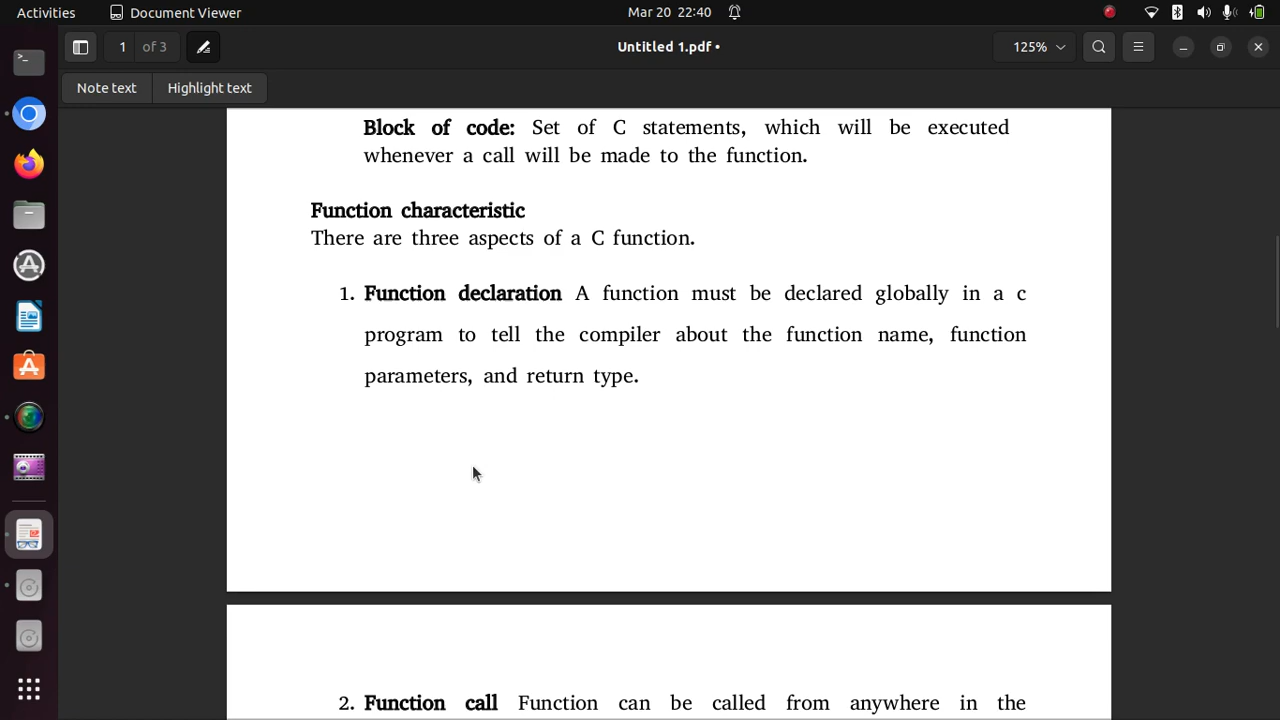 Activities Document Viewer Mar 20 22:40
1 of 3 Untitled 1.pdf • 125%
Note text Highlight text
Block of code: Set of C statements, which will be executed
whenever a call will be made to the function.
Function characteristic
There are three aspects of a C function.
1. Function declaration A function must be declared globally in a c
program to tell the compiler about the function name, function
parameters, and return type.
2. Function call Function can be called from anywhere in the